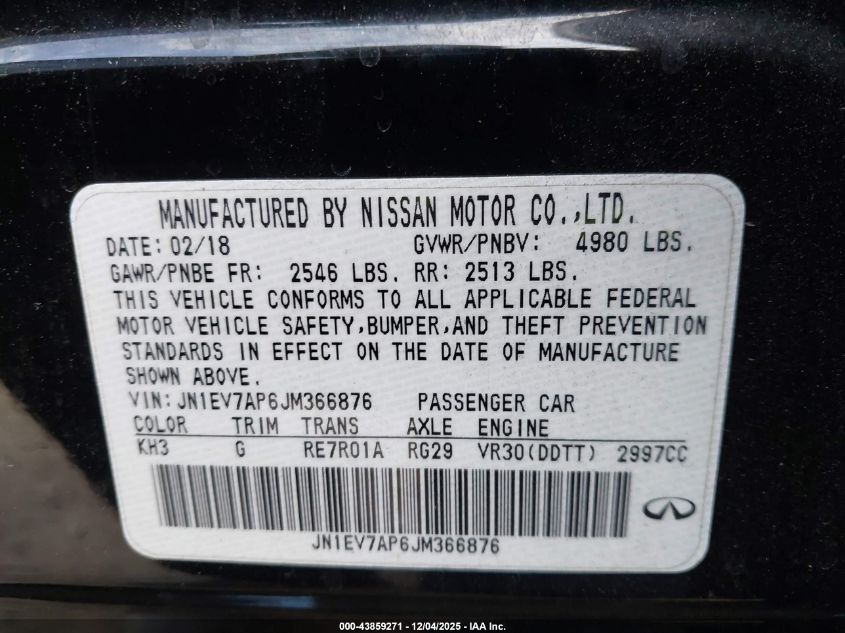 MANUFACTURED BY NISSAN MOTOR CO.,LTD.
DATE: 02/18 GVWR/PNBV: 4980 LBS.
GAWR/PNBE FR: 2546 LBS. RR: 2513 LBS.
THIS VEHICLE CONFORMS TO ALL APPLICABLE FEDERAL
MOTOR VEHICLE SAFETY,BUMPER,AND THEFT PREVENTION
STANDARDS IN EFFECT ON THE DATE OF MANUFACTURE
SHOWN ABOVE.
VIN:JN1EV7AP6JM366876 PASSENGER CAR
COLOR TRIM TRANS AXLE ENGINE
KH3 G RE7R01A RG29 VR30(DDTT) 2997CC
JN1EV7AP6JM366876
000-43859271 - 12/04/2025 - IAA Inc.